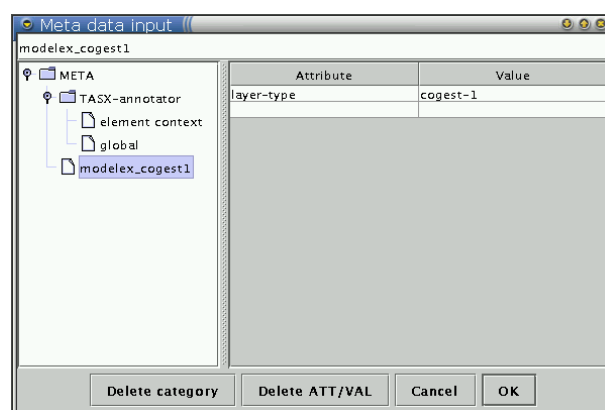 Meta data input
modelex_cogest1
META
TASX-annotator
element context
global
modelex_cogest1
Attribute Value
layer-type cogest-1
Delete category Delete ATT/VAL Cancel OK